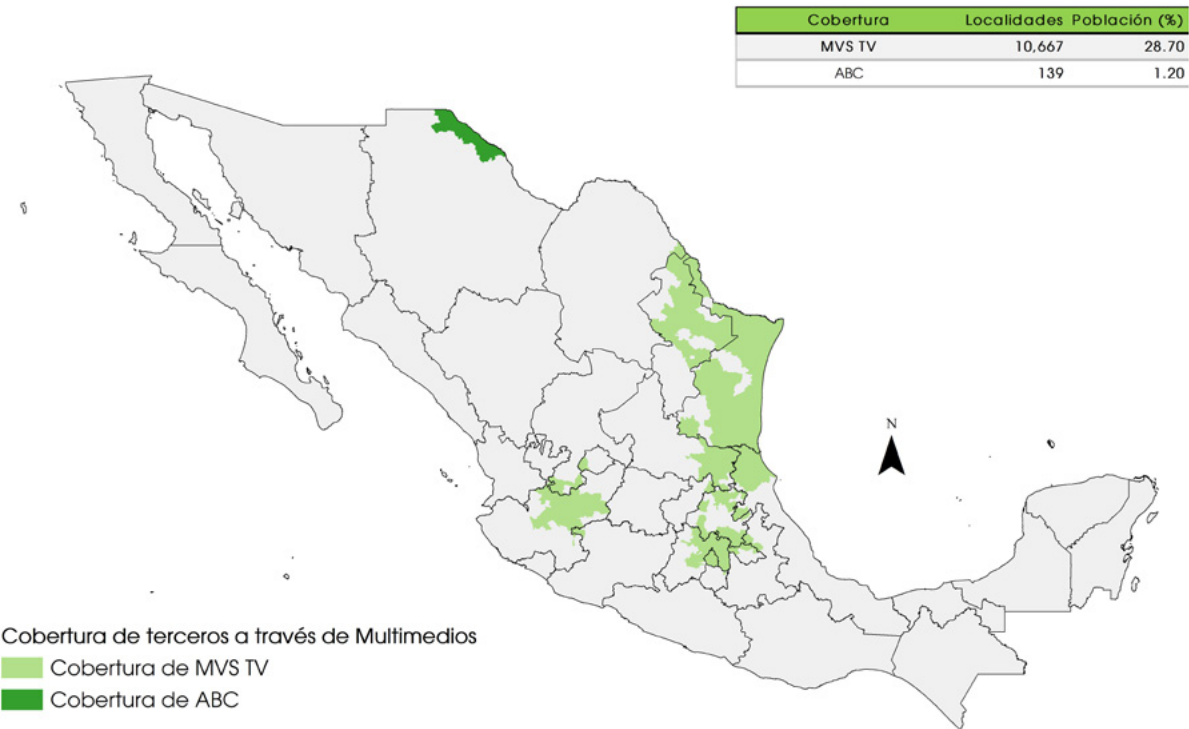 Cobertura Localidades Población (%)
MVS TV 10,667 28.70
ABC 139 1.20
N
Cobertura de terceros a través de Multimedios
Cobertura de MVS TV
Cobertura de ABC